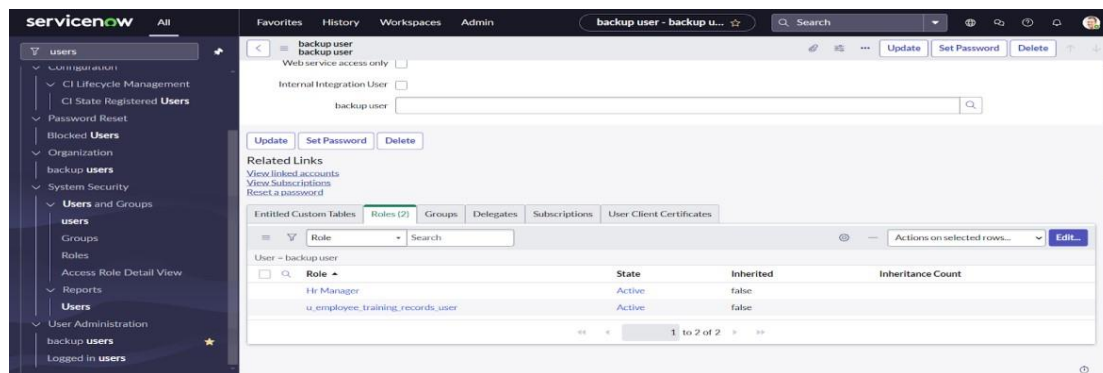 servicenow All Favorites History Workspaces Admin backup user - backup u... Search
users
Configuration
CI Lifecycle Management
CI State Registered Users
Password Reset
Blocked Users
Organization
backup users
System Security
Users and Groups
users
Groups
Roles
Access Role Detail View
Reports
Users
User Administration
backup users
Logged in users
backup user
backup user
Update Set Password Delete
Web service access only
Internal Integration User
backup user
Update Set Password Delete
Related Links
View linked accounts
View Subscriptions
Reset a password
Entitled Custom Tables Roles (2) Groups Delegates Subscriptions User Client Certificates
Role Search Actions on selected rows... Edit...
User = backup user
Role State Inherited Inheritance Count
Hr Manager Active false
u_employee_training_records_user Active false
1 to 2 of 2